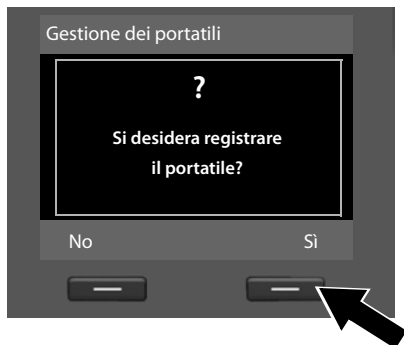 Gestione dei portatili
?
Si desidera registrare
il portatile?
No Sì